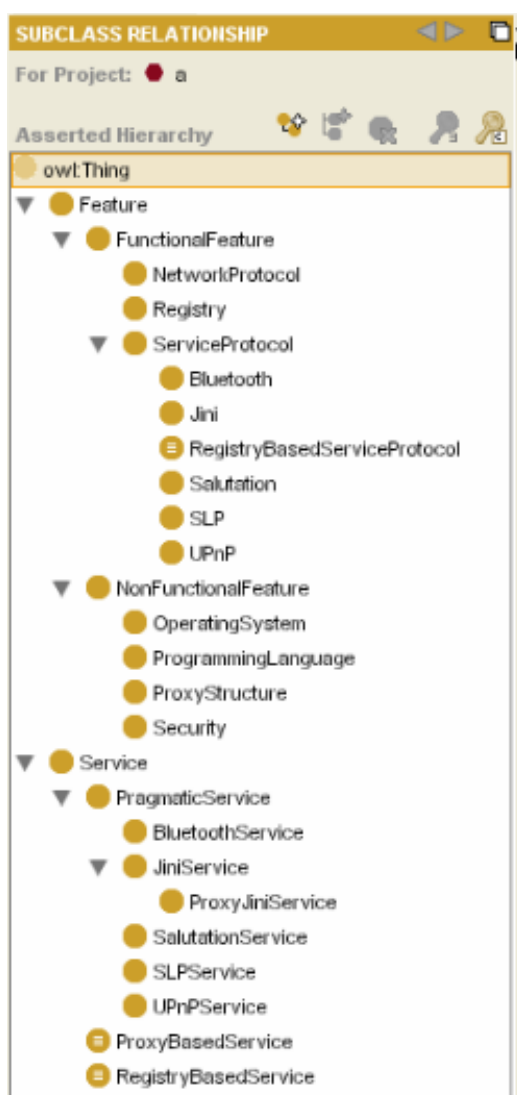 SUBCLASS RELATIONSHIP
For Project: a
Asserted Hierarchy
owl:Thing
Feature
FunctionalFeature
NetworkProtocol
Registry
ServiceProtocol
Bluetooth
Jini
RegistryBasedServiceProtocol
Salutation
SLP
UPnP
NonFunctionalFeature
OperatingSystem
ProgrammingLanguage
ProxyStructure
Security
Service
PragmaticService
BluetoothService
JiniService
ProxyJiniService
SalutationService
SLPService
UPnPService
ProxyBasedService
RegistryBasedService